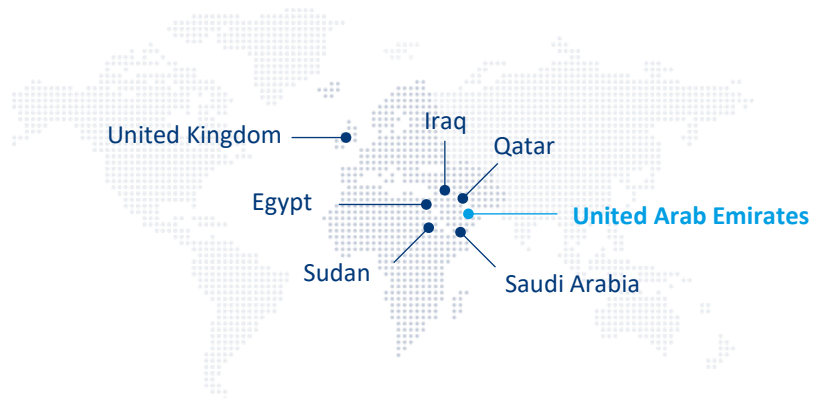 Iraq
United Kingdom
Qatar
Egypt
United Arab Emirates
Sudan
Saudi Arabia